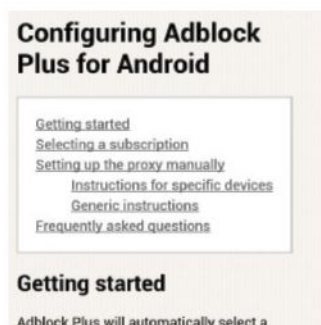 Configuring Adblock
Plus for Android
Getting started
Selecting a subscription
Setting up the proxy manually
Instructions for specific devices
Generic instructions
Frequently asked questions
Getting started
Adblock Plus will automatically select a